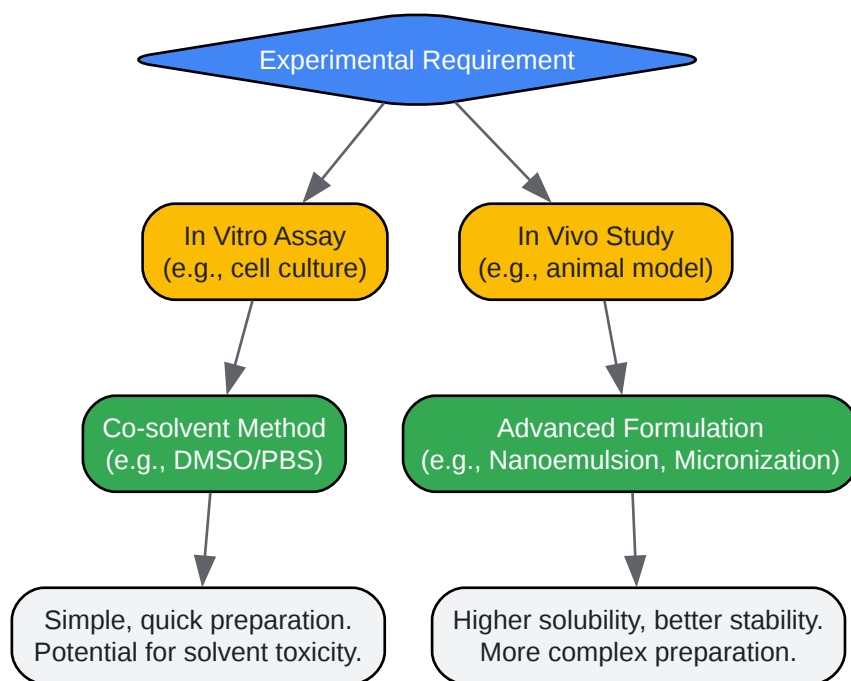 Experimental Requirement
In Vitro Assay
(e.g., cell culture)
In Vivo Study
(e.g., animal model)
Co-solvent Method
(e.g., DMSO/PBS)
Advanced Formulation
(e.g., Nanoemulsion, Micronization)
Simple, quick preparation.
Potential for solvent toxicity.
Higher solubility, better stability.
More complex preparation.